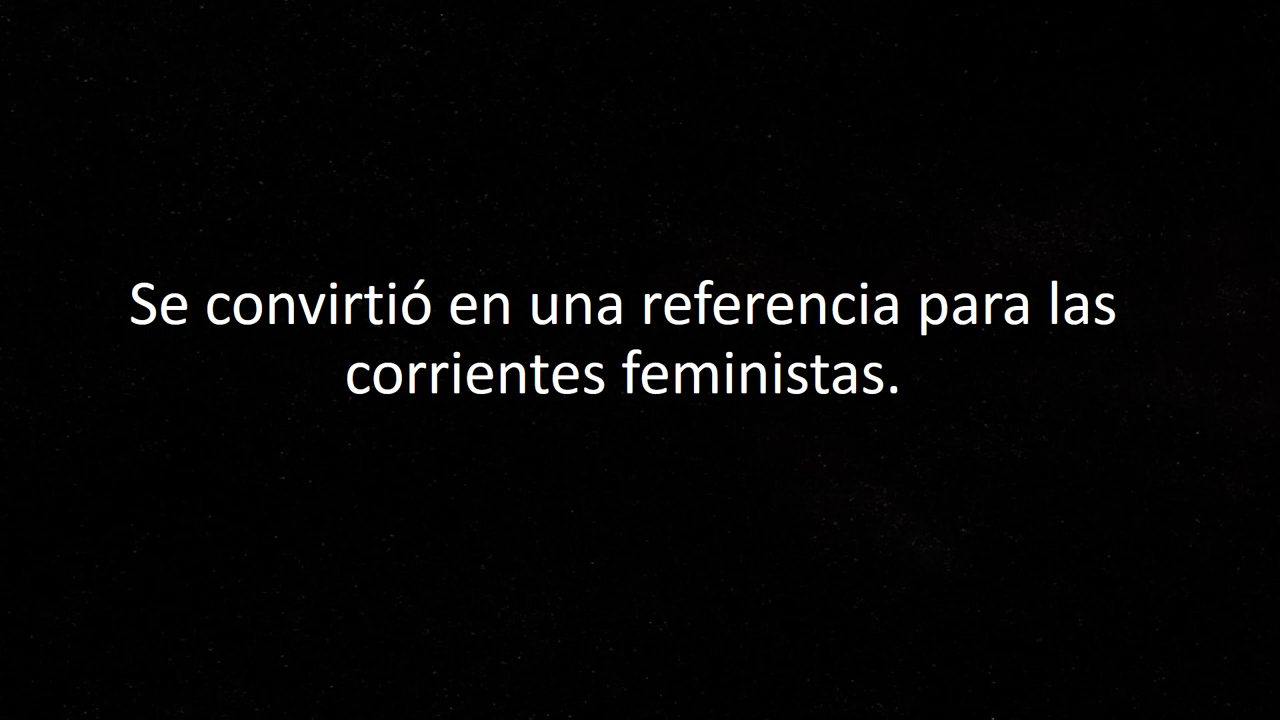 Se convirtió en una referencia para las
corrientes feministas.